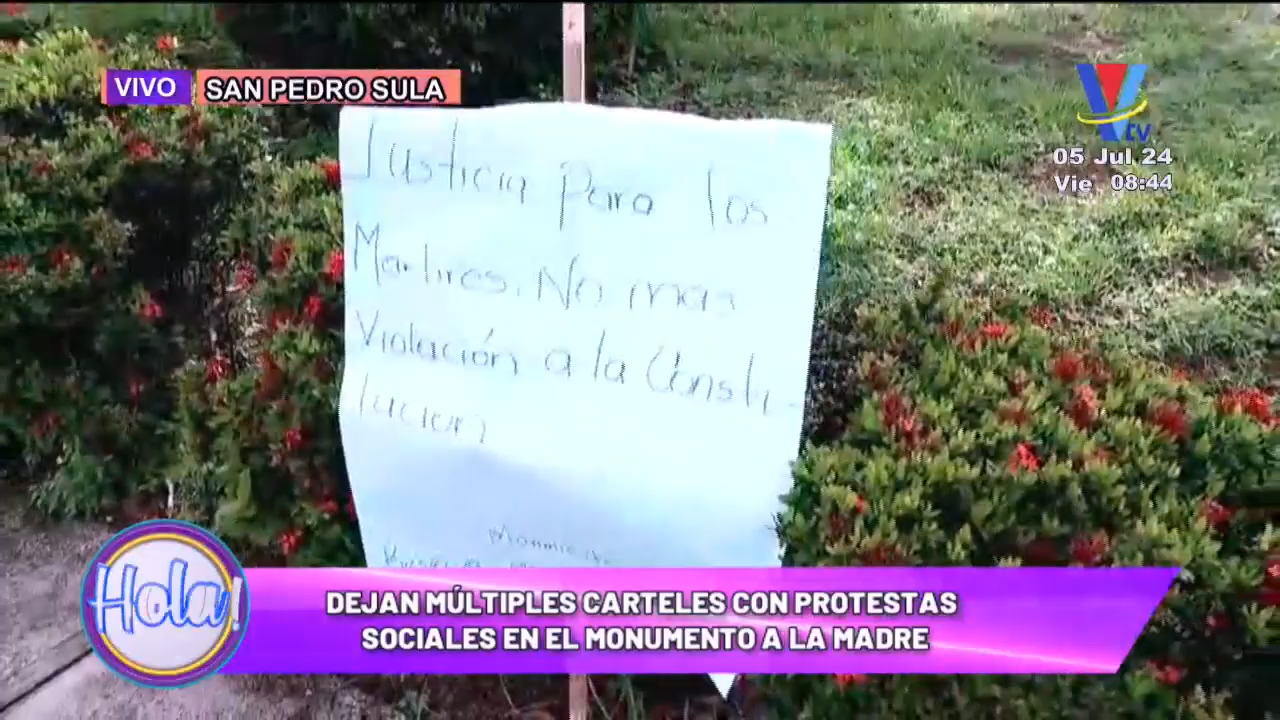 VIVO SAN PEDRO SULA
Vtv
05 Jul 24
Vie 08:44
Justicia Para los
Martires. No mas
Violación a la Consti-
tucion
Hola!
DEJAN MÚLTIPLES CARTELES CON PROTESTAS
SOCIALES EN EL MONUMENTO A LA MADRE